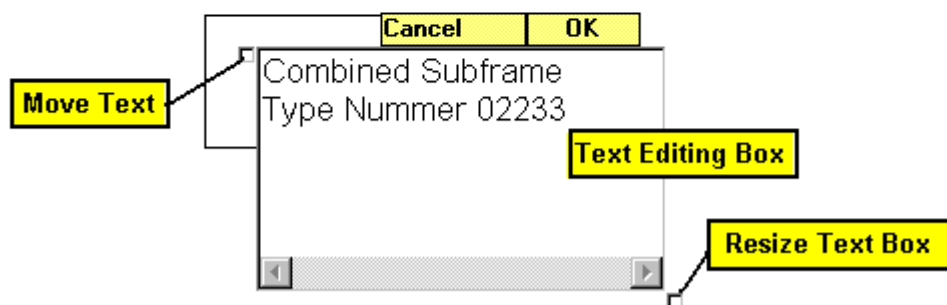 Cancel OK
Combined Subframe
Move Text
Type Nummer 02233
Text Editing Box
Resize Text Box